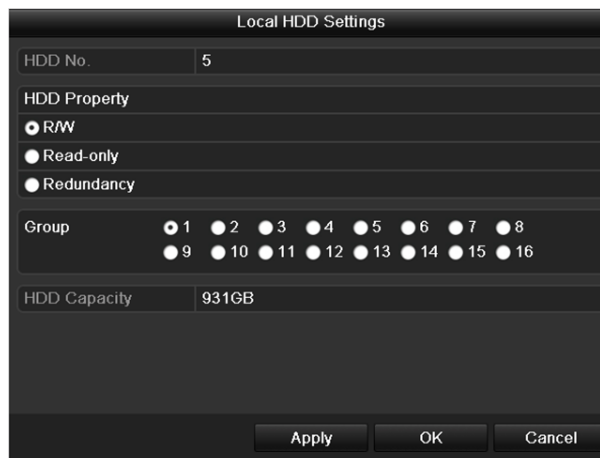 Local HDD Settings
HDD No. 5
HDD Property
R/W
Read-only
Redundancy
Group 1 2 3 4 5 6 7 8
9 10 11 12 13 14 15 16
HDD Capacity 931GB
Apply OK Cancel